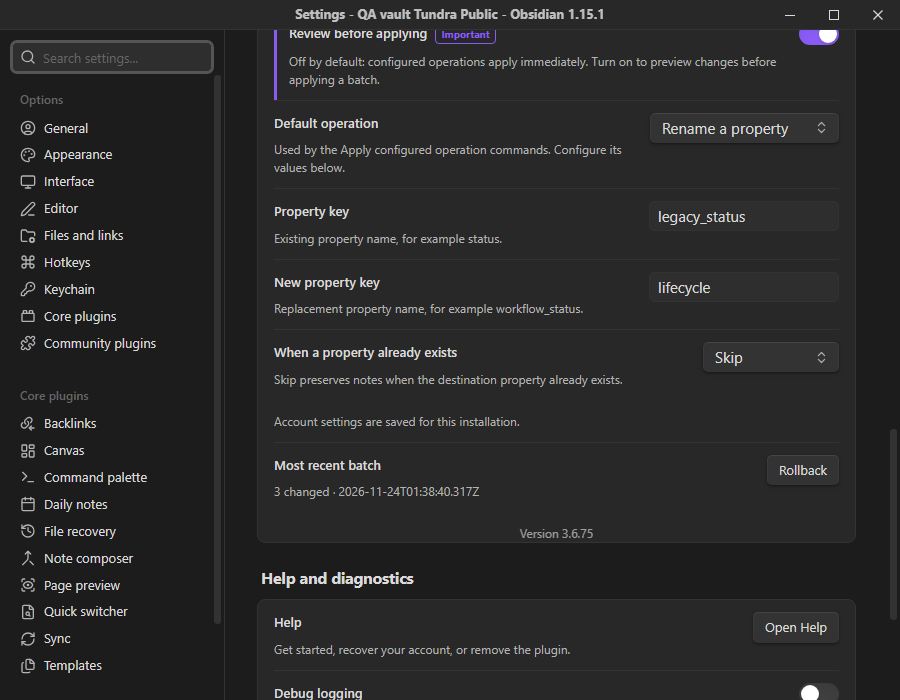 Settings - QA vault Tundra Public - Obsidian 1.15.1
Search settings...
Options
General
Appearance
Interface
Editor
Files and links
Hotkeys
Keychain
Core plugins
Community plugins
Core plugins
Backlinks
Canvas
Command palette
Daily notes
File recovery
Note composer
Page preview
Quick switcher
Sync
Templates
Review before applying Important
Off by default: configured operations apply immediately. Turn on to preview changes before
applying a batch.
Default operation
Used by the Apply configured operation commands. Configure its
values below.
Rename a property
Property key
Existing property name, for example status.
legacy_status
New property key
Replacement property name, for example workflow_status.
lifecycle
When a property already exists
Skip preserves notes when the destination property already exists.
Skip
Account settings are saved for this installation.
Most recent batch
3 changed · 2026-11-24T01:38:40.317Z
Rollback
Version 3.6.75
Help and diagnostics
Help
Get started, recover your account, or remove the plugin.
Open Help
Debug logging